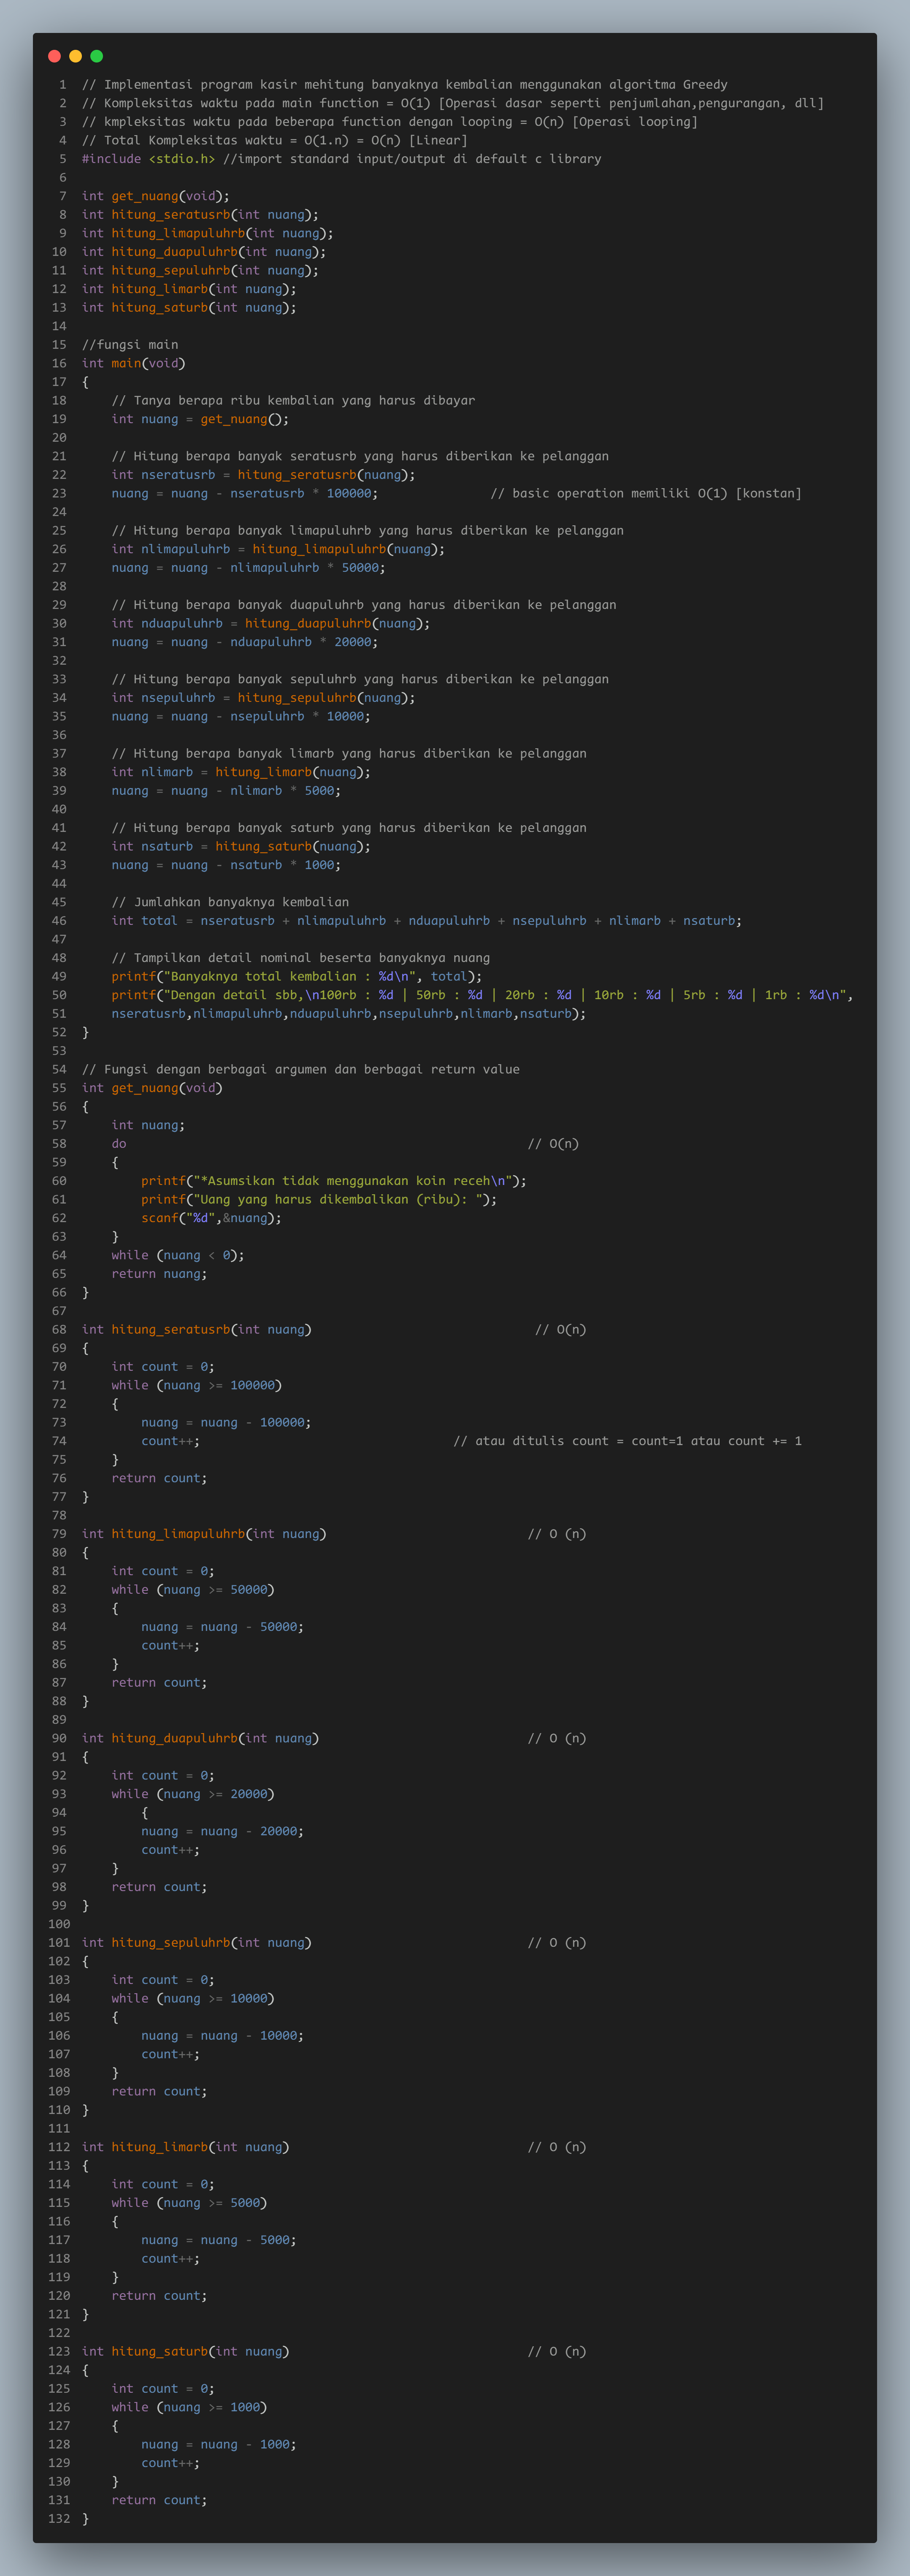 1 // Implementasi program kasir mehitung banyaknya kembalian menggunakan algoritma Greedy
2 // Kompleksitas waktu pada main function = O(1) [Operasi dasar seperti penjumlahan,pengurangan, dll]
3 // kmpleksitas waktu pada beberapa function dengan looping = O(n) [Operasi looping]
4 // Total Kompleksitas waktu = O(1.n) = O(n) [Linear]
5 #include <stdio.h> //import standard input/output di default c library
6
7 int get_nuang(void);
8 int hitung_seratusrb(int nuang);
9 int hitung_limapuluhrb(int nuang);
10 int hitung_duapuluhrb(int nuang);
11 int hitung_sepuluhrb(int nuang);
12 int hitung_limarb(int nuang);
13 int hitung_saturb(int nuang);
14
15 //fungsi main
16 int main(void)
17 {
18     // Tanya berapa ribu kembalian yang harus dibayar
19     int nuang = get_nuang();
20
21     // Hitung berapa banyak seratusrb yang harus diberikan ke pelanggan
22     int nseratusrb = hitung_seratusrb(nuang);
23     nuang = nuang - nseratusrb * 100000;               // basic operation memiliki O(1) [konstan]
24
25     // Hitung berapa banyak limapuluhrb yang harus diberikan ke pelanggan
26     int nlimapuluhrb = hitung_limapuluhrb(nuang);
27     nuang = nuang - nlimapuluhrb * 50000;
28
29     // Hitung berapa banyak duapuluhrb yang harus diberikan ke pelanggan
30     int nduapuluhrb = hitung_duapuluhrb(nuang);
31     nuang = nuang - nduapuluhrb * 20000;
32
33     // Hitung berapa banyak sepuluhrb yang harus diberikan ke pelanggan
34     int nsepuluhrb = hitung_sepuluhrb(nuang);
35     nuang = nuang - nsepuluhrb * 10000;
36
37     // Hitung berapa banyak limarb yang harus diberikan ke pelanggan
38     int nlimarb = hitung_limarb(nuang);
39     nuang = nuang - nlimarb * 5000;
40
41     // Hitung berapa banyak saturb yang harus diberikan ke pelanggan
42     int nsaturb = hitung_saturb(nuang);
43     nuang = nuang - nsaturb * 1000;
44
45     // Jumlahkan banyaknya kembalian
46     int total = nseratusrb + nlimapuluhrb + nduapuluhrb + nsepuluhrb + nlimarb + nsaturb;
47
48     // Tampilkan detail nominal beserta banyaknya nuang
49     printf("Banyaknya total kembalian : %d\n", total);
50     printf("Dengan detail sbb,\n100rb : %d | 50rb : %d | 20rb : %d | 10rb : %d | 5rb : %d | 1rb : %d\n",
51     nseratusrb,nlimapuluhrb,nduapuluhrb,nsepuluhrb,nlimarb,nsaturb);
52 }
53
54 // Fungsi dengan berbagai argumen dan berbagai return value
55 int get_nuang(void)
56 {
57     int nuang;
58     do                                                      // O(n)
59     {
60         printf("*Asumsikan tidak menggunakan koin receh\n");
61         printf("Uang yang harus dikembalikan (ribu): ");
62         scanf("%d",&nuang);
63     }
64     while (nuang < 0);
65     return nuang;
66 }
67
68 int hitung_seratusrb(int nuang)                              // O(n)
69 {
70     int count = 0;
71     while (nuang >= 100000)
72     {
73         nuang = nuang - 100000;
74         count++;                                  // atau ditulis count = count=1 atau count += 1
75     }
76     return count;
77 }
78
79 int hitung_limapuluhrb(int nuang)                           // O (n)
80 {
81     int count = 0;
82     while (nuang >= 50000)
83     {
84         nuang = nuang - 50000;
85         count++;
86     }
87     return count;
88 }
89
90 int hitung_duapuluhrb(int nuang)                            // O (n)
91 {
92     int count = 0;
93     while (nuang >= 20000)
94         {
95         nuang = nuang - 20000;
96         count++;
97     }
98     return count;
99 }
100
101 int hitung_sepuluhrb(int nuang)                             // O (n)
102 {
103     int count = 0;
104     while (nuang >= 10000)
105     {
106         nuang = nuang - 10000;
107         count++;
108     }
109     return count;
110 }
111
112 int hitung_limarb(int nuang)                                // O (n)
113 {
114     int count = 0;
115     while (nuang >= 5000)
116     {
117         nuang = nuang - 5000;
118         count++;
119     }
120     return count;
121 }
122
123 int hitung_saturb(int nuang)                                // O (n)
124 {
125     int count = 0;
126     while (nuang >= 1000)
127     {
128         nuang = nuang - 1000;
129         count++;
130     }
131     return count;
132 }